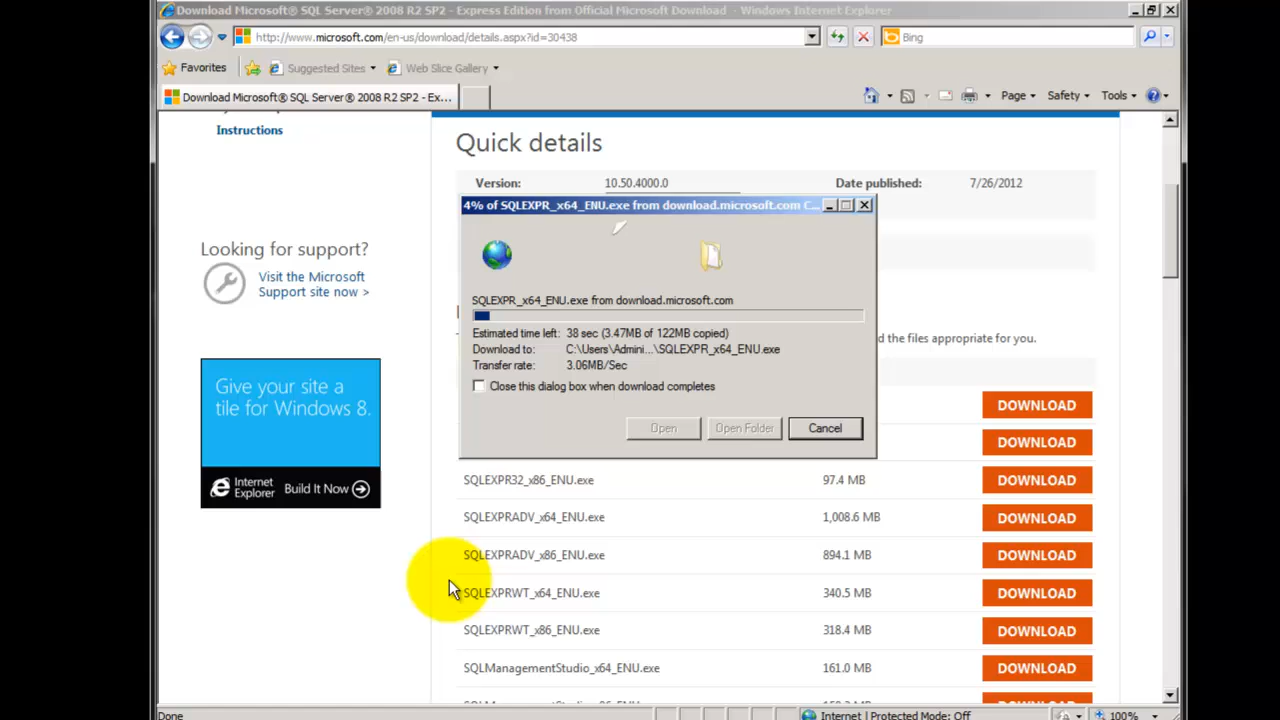 Download Microsoft® SQL Server® 2008 R2 SP2 - Express Edition from Official Microsoft Download - Windows Internet Explorer
http://www.microsoft.com/en-us/download/details.aspx?id=30438
Bing
Favorites
Suggested Sites
Web Slice Gallery
Download Microsoft® SQL Server® 2008 R2 SP2 - Ex...
Page
Safety
Tools
Instructions
Quick details
Version:
10.50.4000.0
Date published:
7/26/2012
4% of SQLEXPR_x64_ENU.exe from download.microsoft.com C...
Looking for support?
Visit the Microsoft
Support site now >
SQLEXPR_x64_ENU.exe from download.microsoft.com
Estimated time left:
38 sec (3.47MB of 122MB copied)
Download to:
C:\Users\Admini...\SQLEXPR_x64_ENU.exe
Transfer rate:
3.06MB/Sec
Close this dialog box when download completes
Open
Open Folder
Cancel
d the files appropriate for you.
Give your site a
tile for Windows 8.
Internet
Explorer
Build It Now
DOWNLOAD
DOWNLOAD
SQLEXPR32_x86_ENU.exe
97.4 MB
DOWNLOAD
SQLEXPRADV_x64_ENU.exe
1,008.6 MB
DOWNLOAD
SQLEXPRADV_x86_ENU.exe
894.1 MB
DOWNLOAD
SQLEXPRWT_x64_ENU.exe
340.5 MB
DOWNLOAD
SQLEXPRWT_x86_ENU.exe
318.4 MB
DOWNLOAD
SQLManagementStudio_x64_ENU.exe
161.0 MB
DOWNLOAD
Done
Internet | Protected Mode: Off
100%